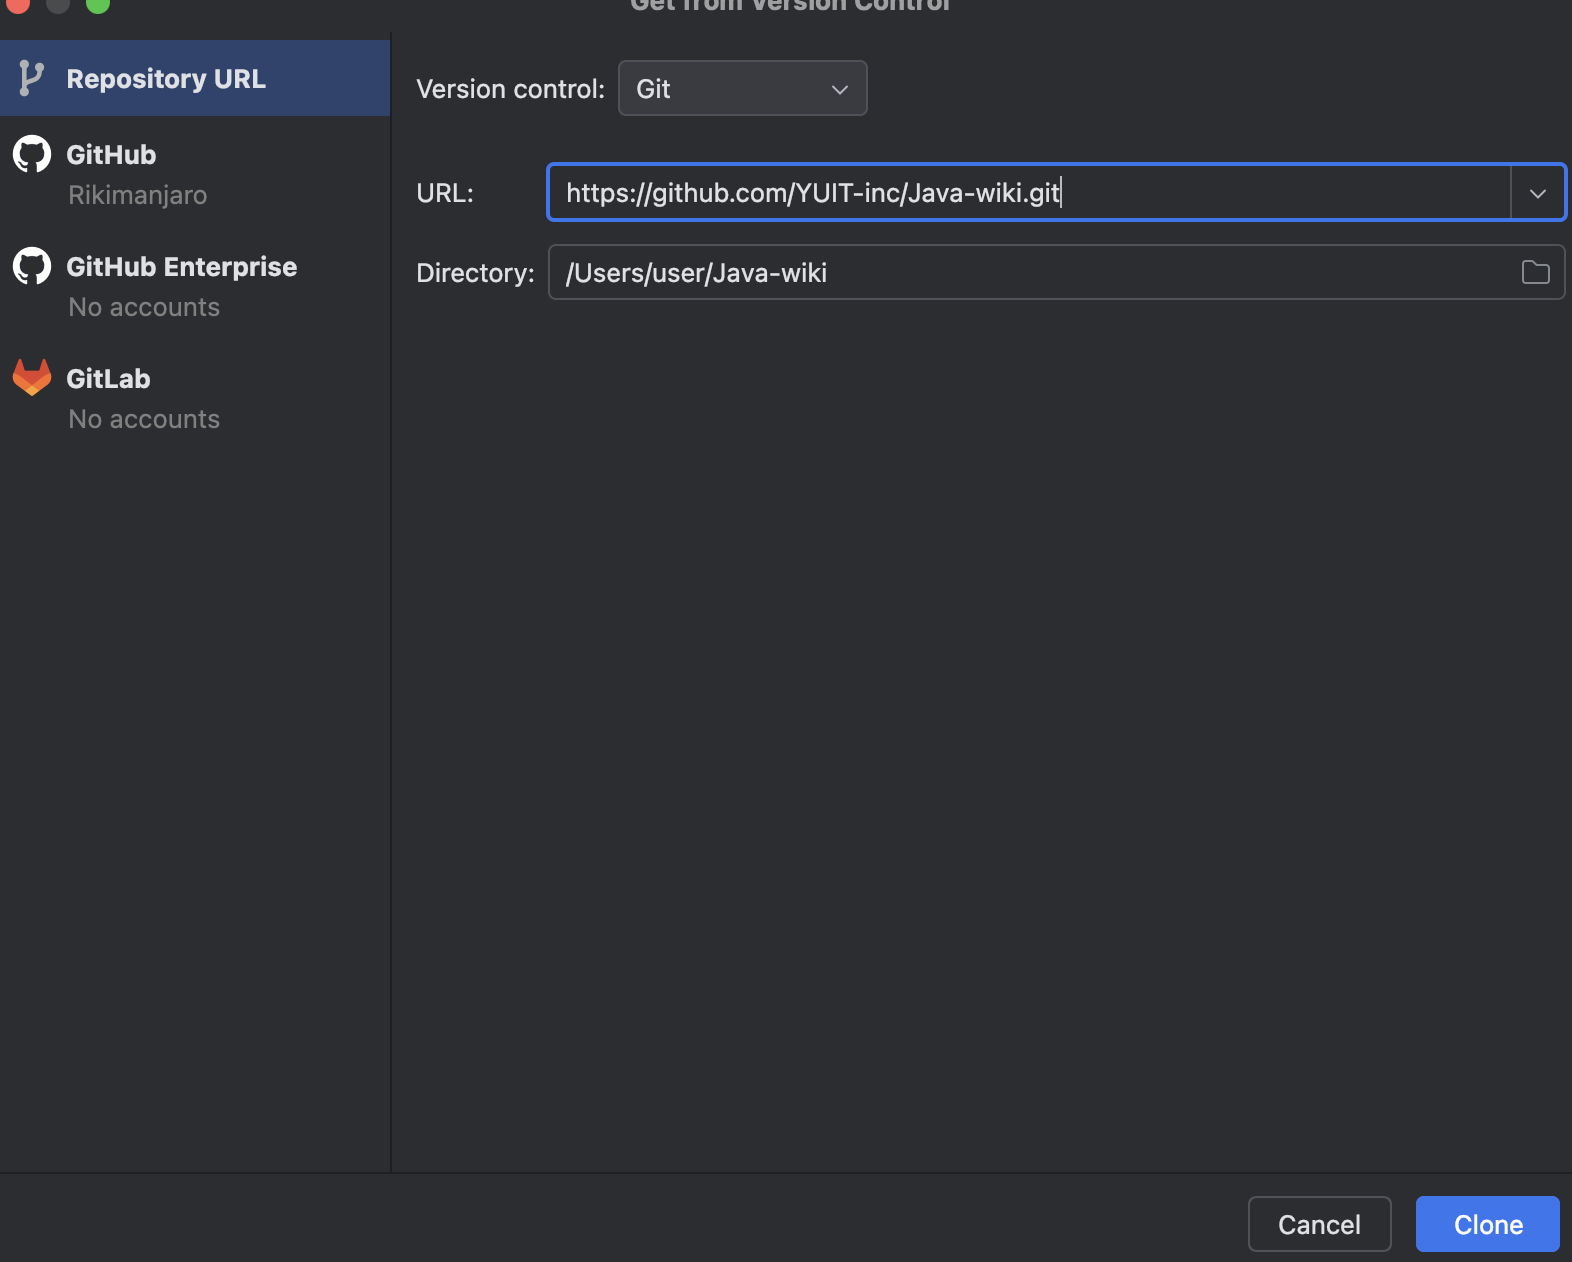 Get from Version Control
Repository URL
GitHub
Rikimanjaro
GitHub Enterprise
No accounts
GitLab
No accounts
Version control: Git
URL: https://github.com/YUIT-inc/Java-wiki.git
Directory: /Users/user/Java-wiki
Cancel Clone